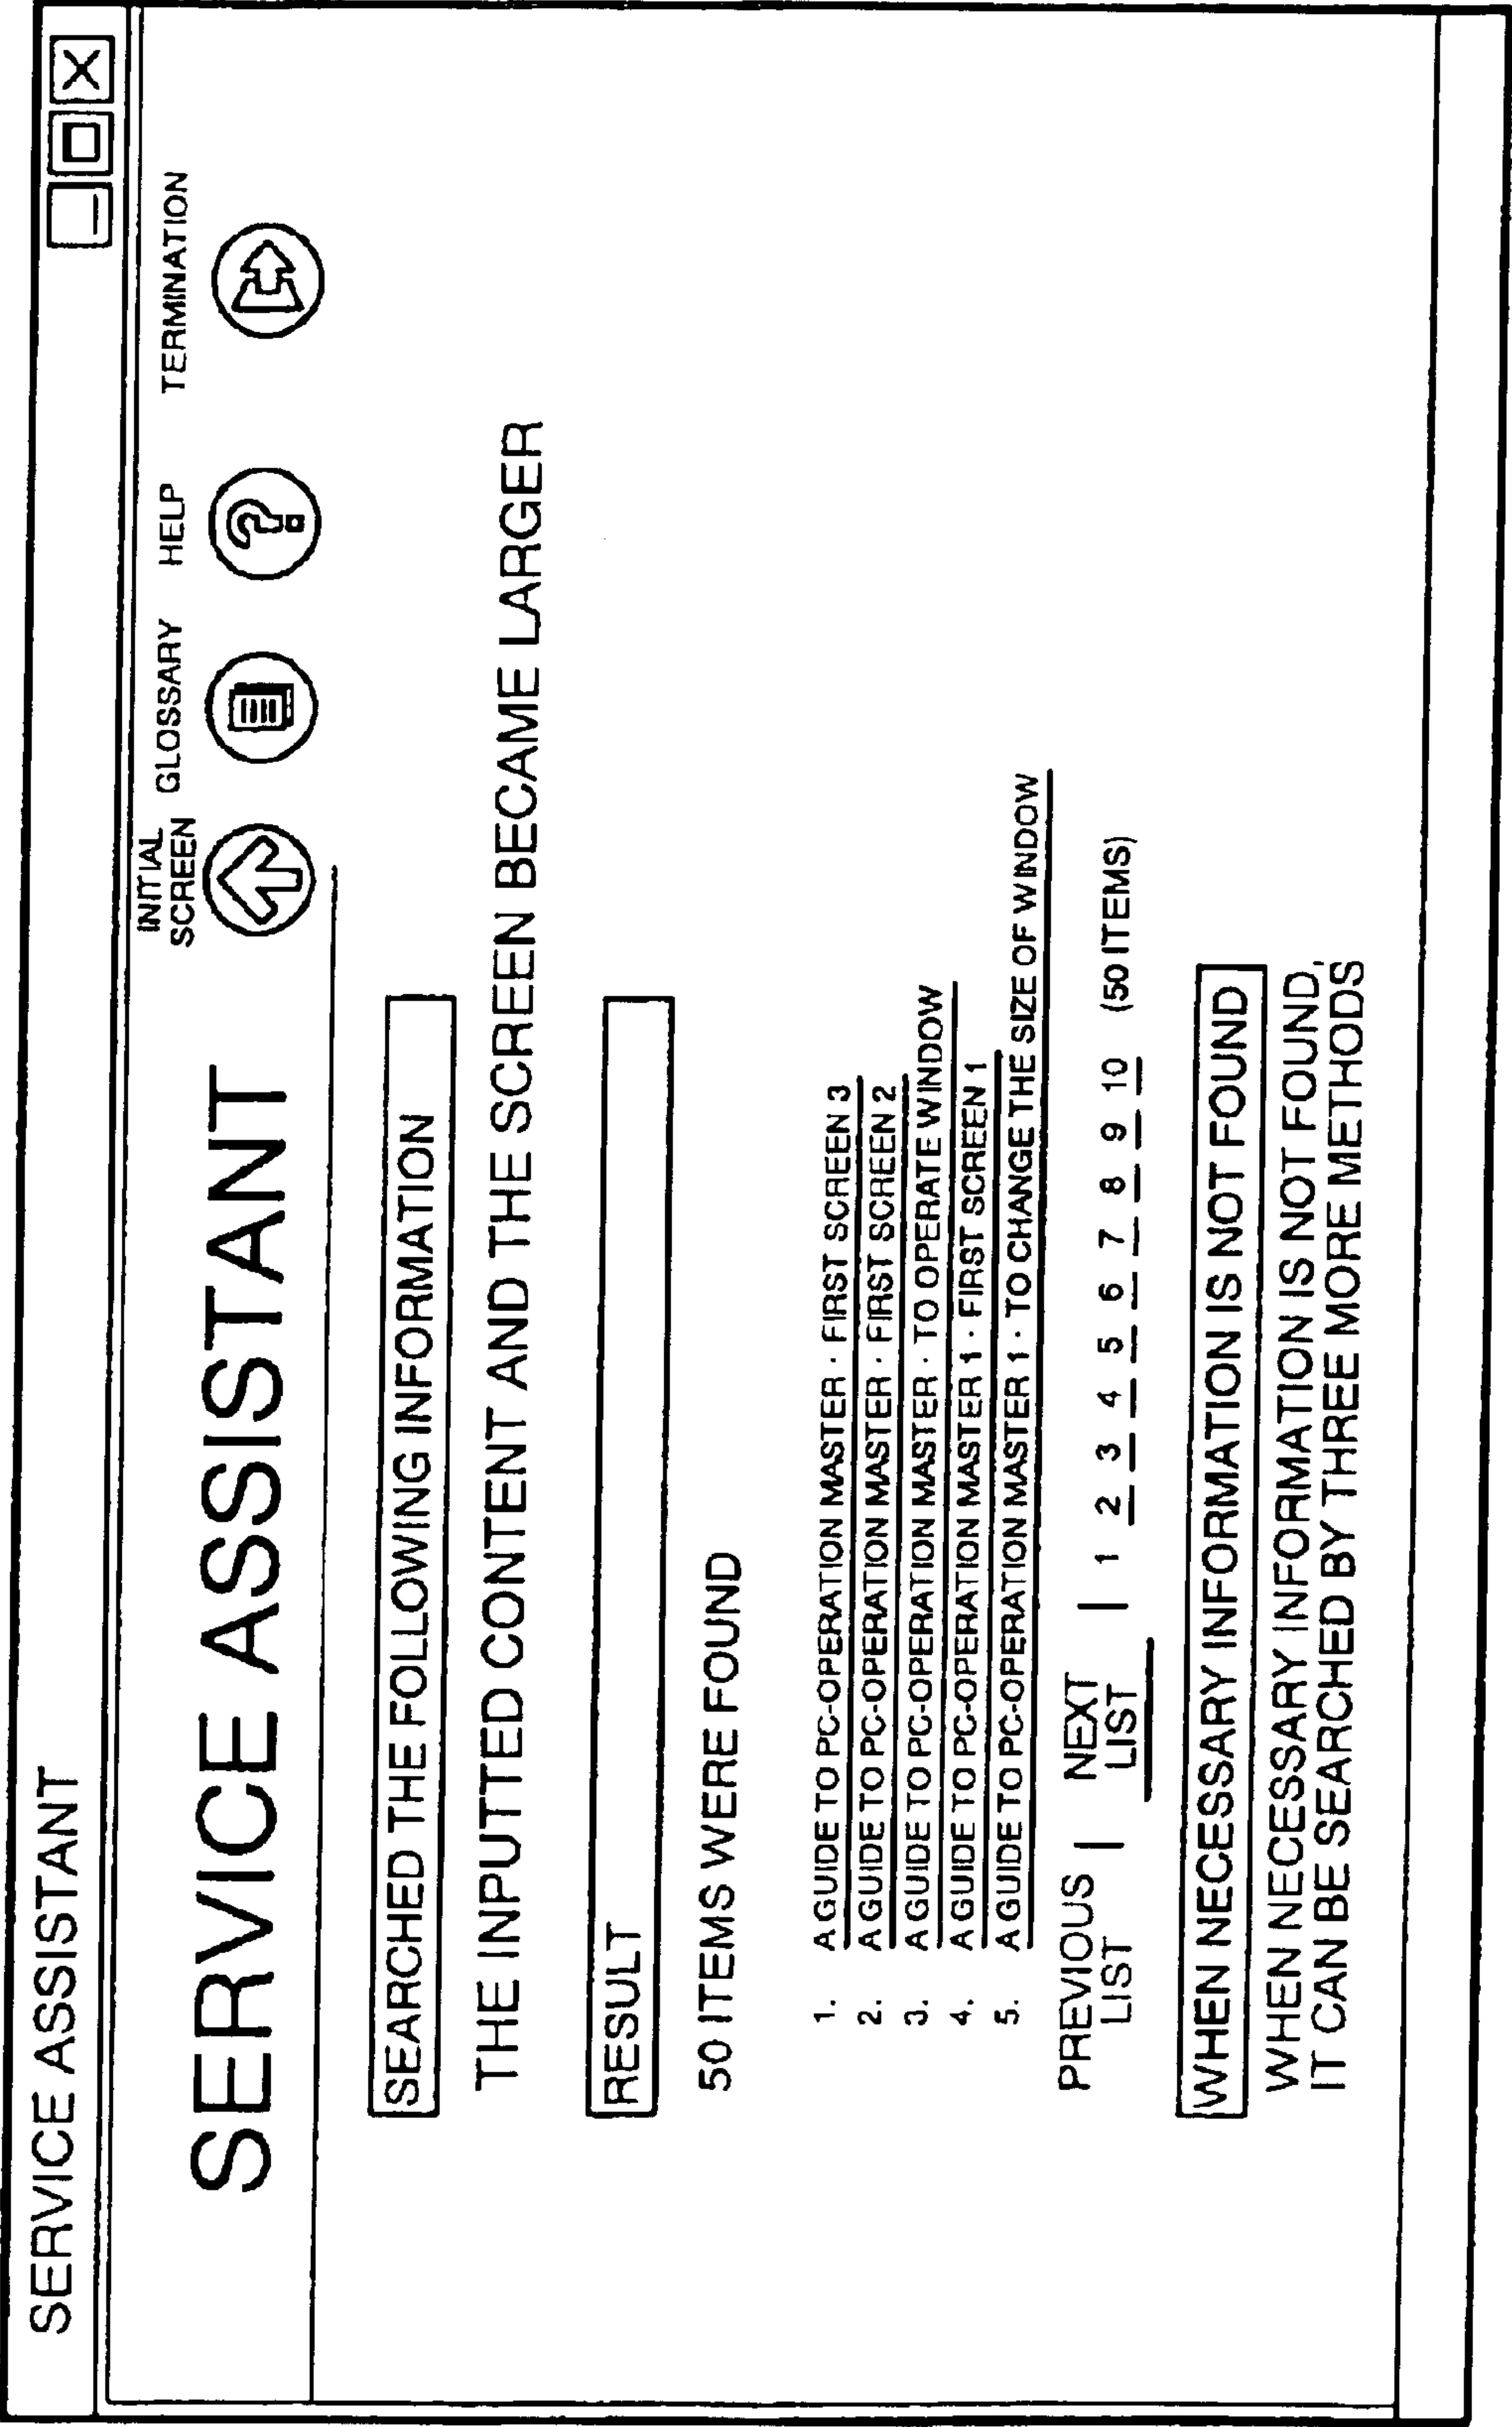 SERVICE ASSISTANT
SERVICE ASSISTANT
INITIAL
SCREEN
GLOSSARY
HELP
TERMINATION
SEARCHED THE FOLLOWING INFORMATION
THE INPUTTED CONTENT AND THE SCREEN BECAME LARGER
RESULT
50 ITEMS WERE FOUND
1. A GUIDE TO PC-OPERATION MASTER · FIRST SCREEN 3
2. A GUIDE TO PC-OPERATION MASTER · FIRST SCREEN 2
3. A GUIDE TO PC-OPERATION MASTER · TO OPERATE WINDOW
4. A GUIDE TO PC-OPERATION MASTER 1 · FIRST SCREEN 1
5. A GUIDE TO PC-OPERATION MASTER 1 · TO CHANGE THE SIZE OF WINDOW
PREVIOUS LIST | NEXT LIST | 1 2 3 4 5 6 7 8 9 10 (50 ITEMS)
WHEN NECESSARY INFORMATION IS NOT FOUND
WHEN NECESSARY INFORMATION IS NOT FOUND,
IT CAN BE SEARCHED BY THREE MORE METHODS